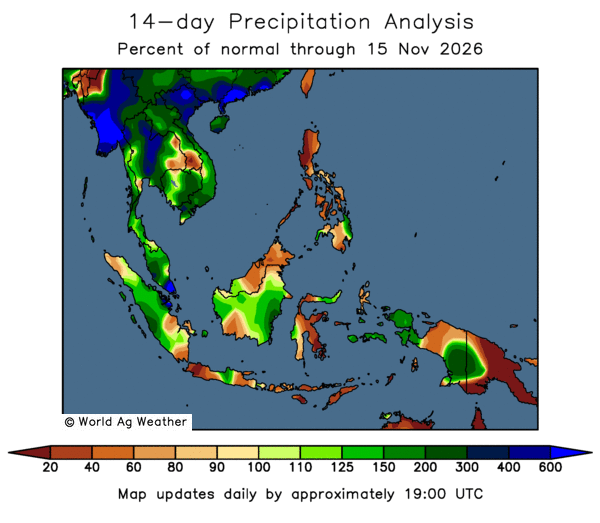 14-day Precipitation Analysis
Percent of normal through 15 Nov 2026
© World Ag Weather
20 40 60 80 90 100 110 125 150 200 300 400 600
Map updates daily by approximately 19:00 UTC